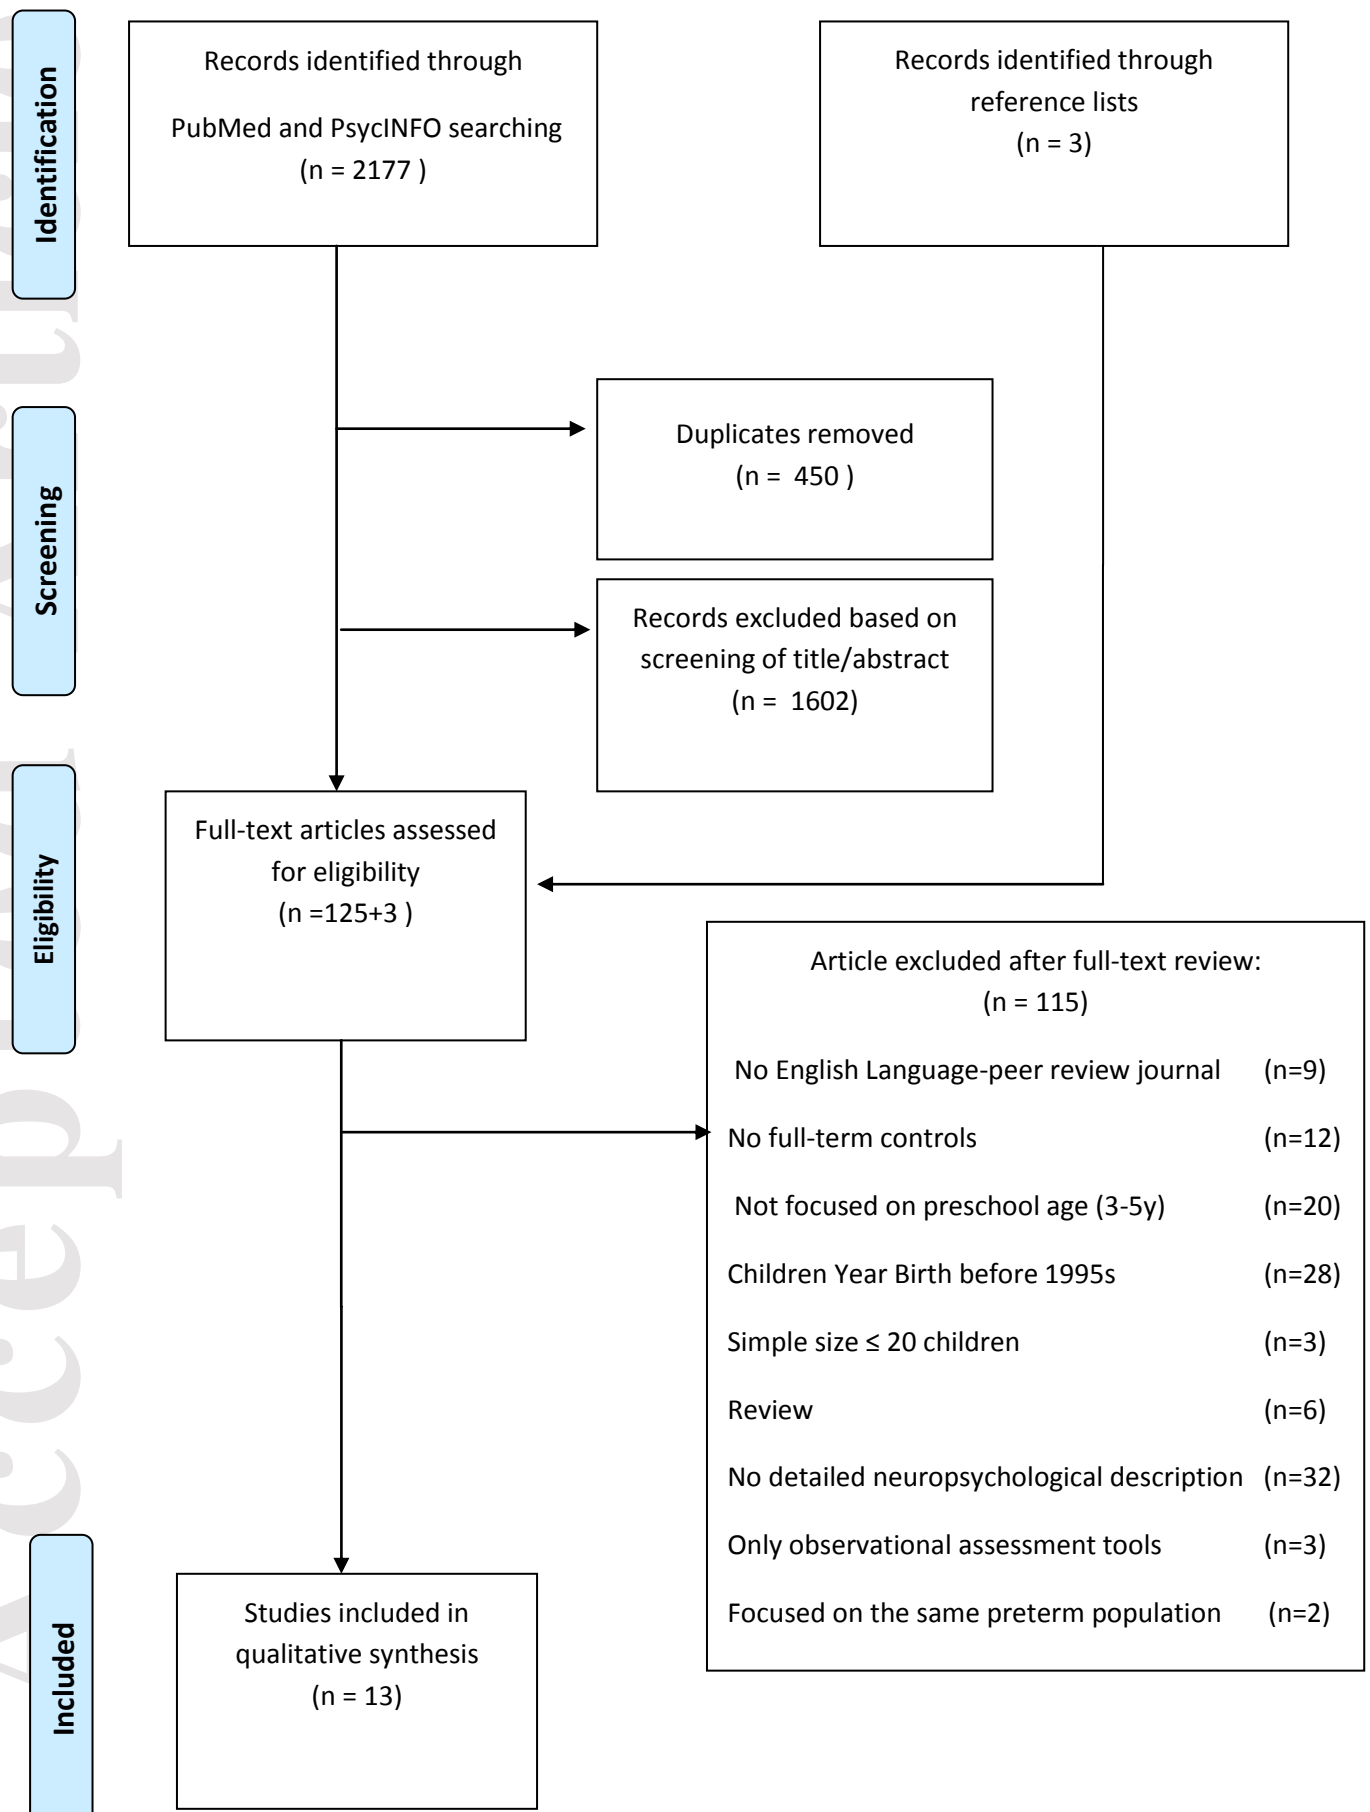 Identification
Records identified through
PubMed and PsycINFO searching
(n = 2177 )
Records identified through
reference lists
(n = 3)
Screening
Duplicates removed
(n =  450 )
Records excluded based on
screening of title/abstract
(n =  1602)
Eligibility
Full-text articles assessed
for eligibility
(n =125+3 )
Article excluded after full-text review:
(n = 115)
No English Language-peer review journal (n=9)
No full-term controls (n=12)
Not focused on preschool age (3-5y) (n=20)
Children Year Birth before 1995s (n=28)
Simple size ≤ 20 children (n=3)
Review (n=6)
No detailed neuropsychological description (n=32)
Only observational assessment tools (n=3)
Focused on the same preterm population (n=2)
Included
Studies included in
qualitative synthesis
(n = 13)